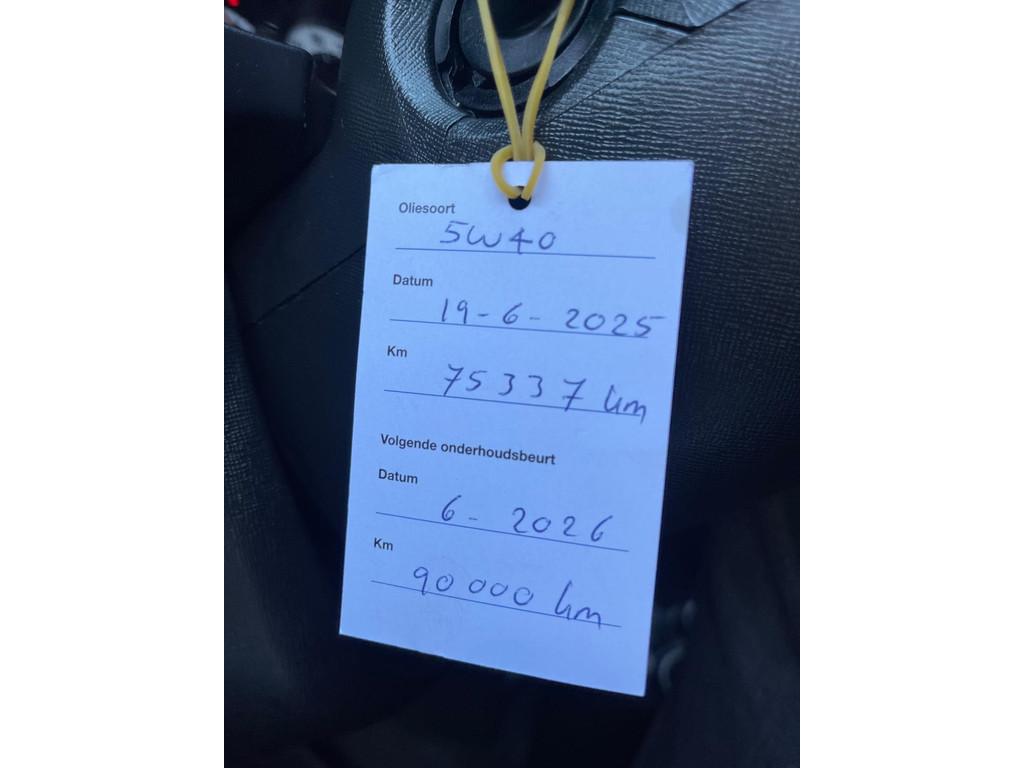 Oliesoort
5W40
Datum
19-6-2025
Km
75337 km
Volgende onderhoudsbeurt
Datum
6-2026
Km
90000 km